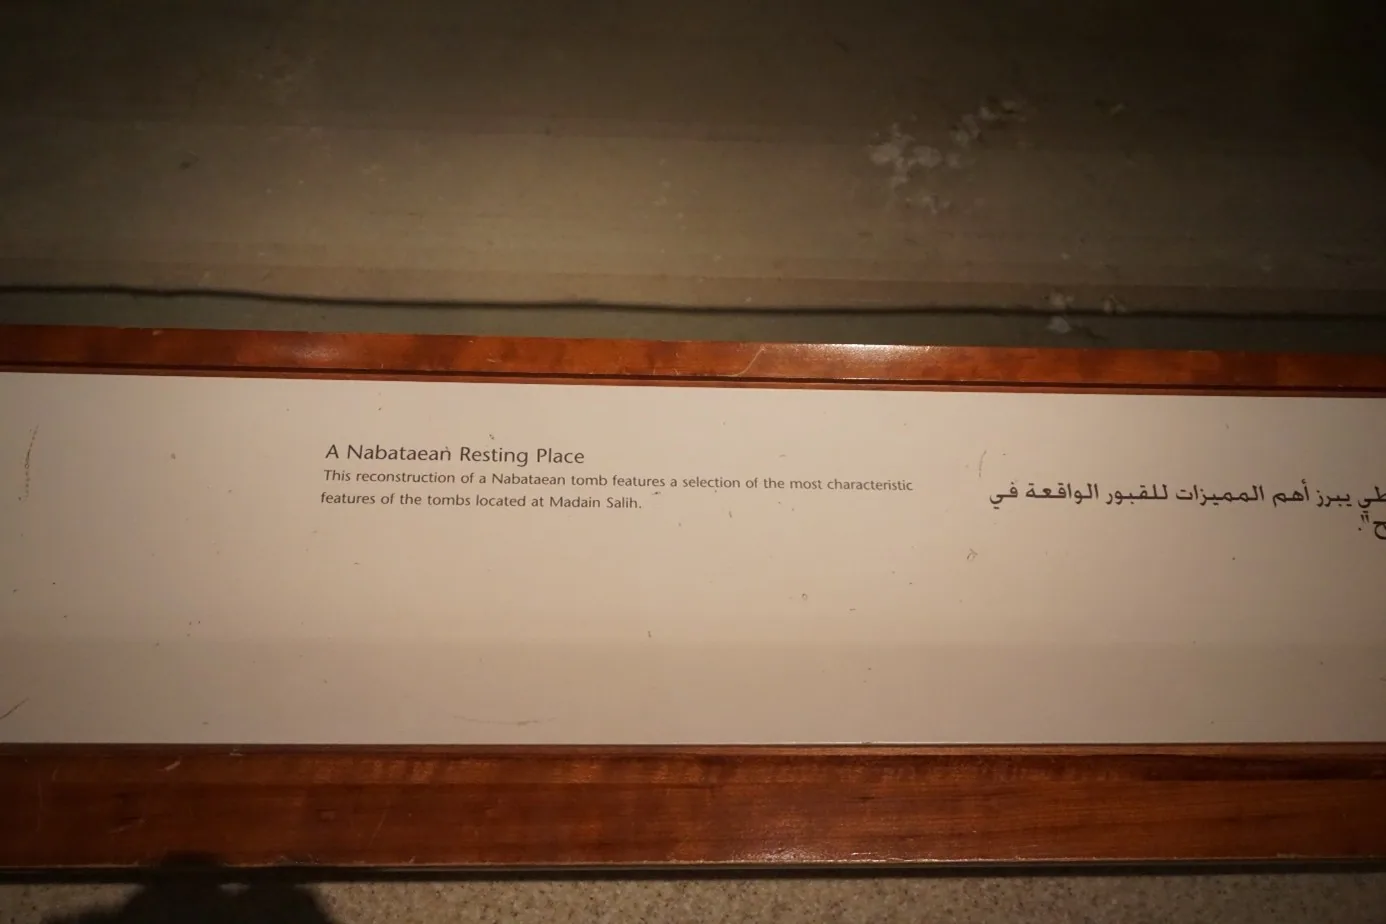 A Nabataean Resting Place
This reconstruction of a Nabataean tomb features a selection of the most characteristic
features of the tombs located at Madain Salih.
يبرز أهم المميزات للقبور الواقعة في